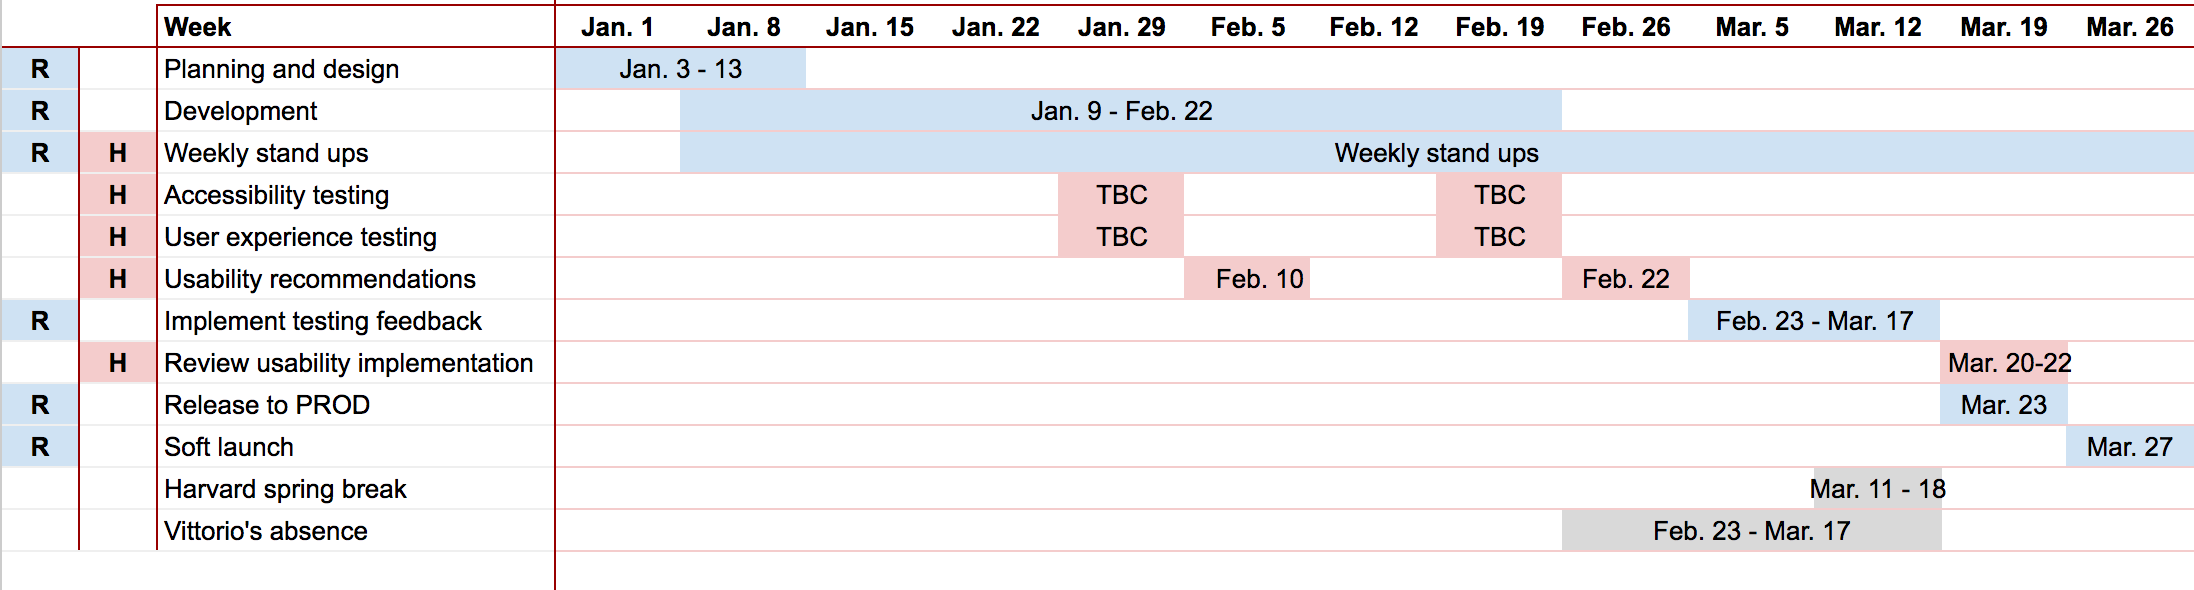 Week Jan. 1 Jan. 8 Jan. 15 Jan. 22 Jan. 29 Feb. 5 Feb. 12 Feb. 19 Feb. 26 Mar. 5 Mar. 12 Mar. 19 Mar. 26
R Planning and design Jan. 3 - 13
R Development Jan. 9 - Feb. 22
R H Weekly stand ups Weekly stand ups
H Accessibility testing TBC TBC
H User experience testing TBC TBC
H Usability recommendations Feb. 10 Feb. 22
R Implement testing feedback Feb. 23 - Mar. 17
H Review usability implementation Mar. 20-22
R Release to PROD Mar. 23
R Soft launch Mar. 27
Harvard spring break Mar. 11 - 18
Vittorio's absence Feb. 23 - Mar. 17